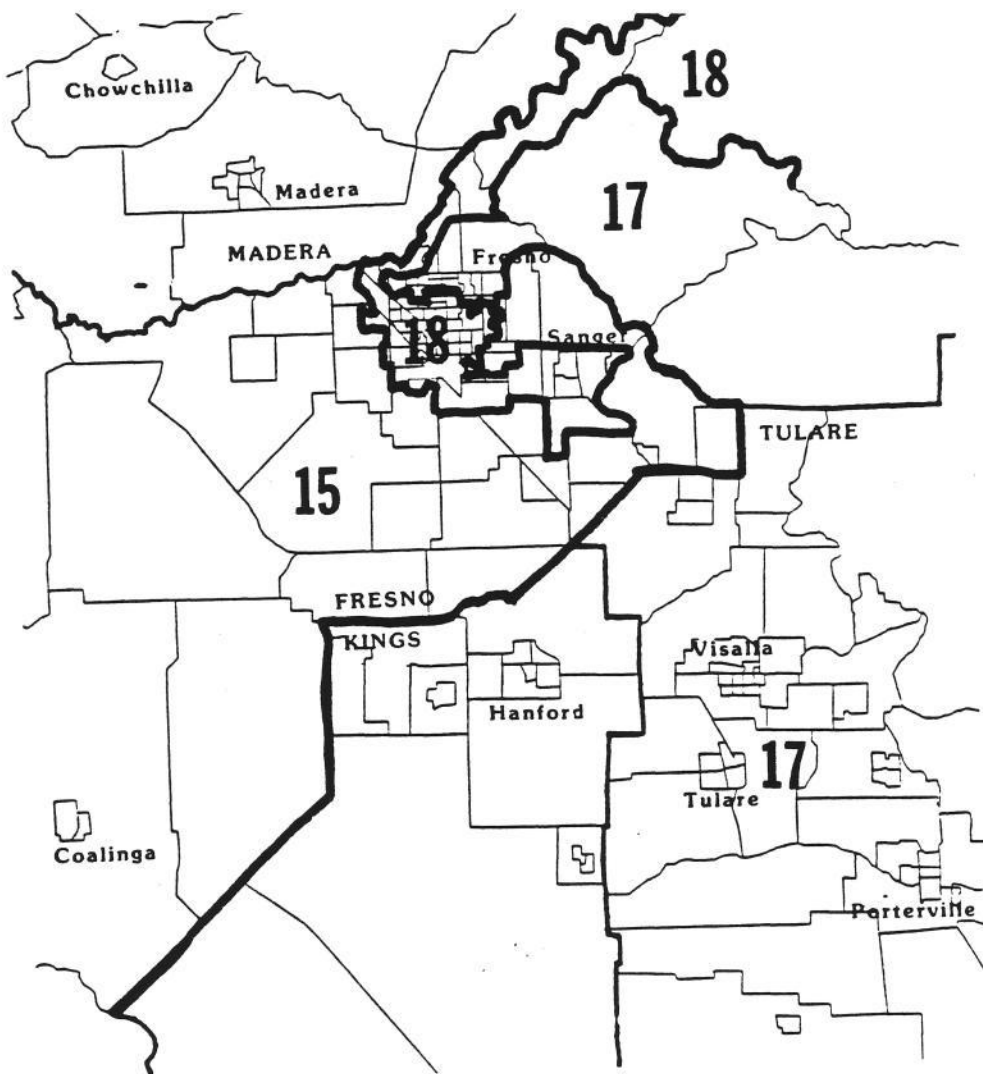 18
Chowchilla
Madera
17
MADERA
Fresno
18
Sanger
TULARE
15
FRESNO
KINGS
Visalia
Hanford
17
Tulare
Coalinga
Porterville